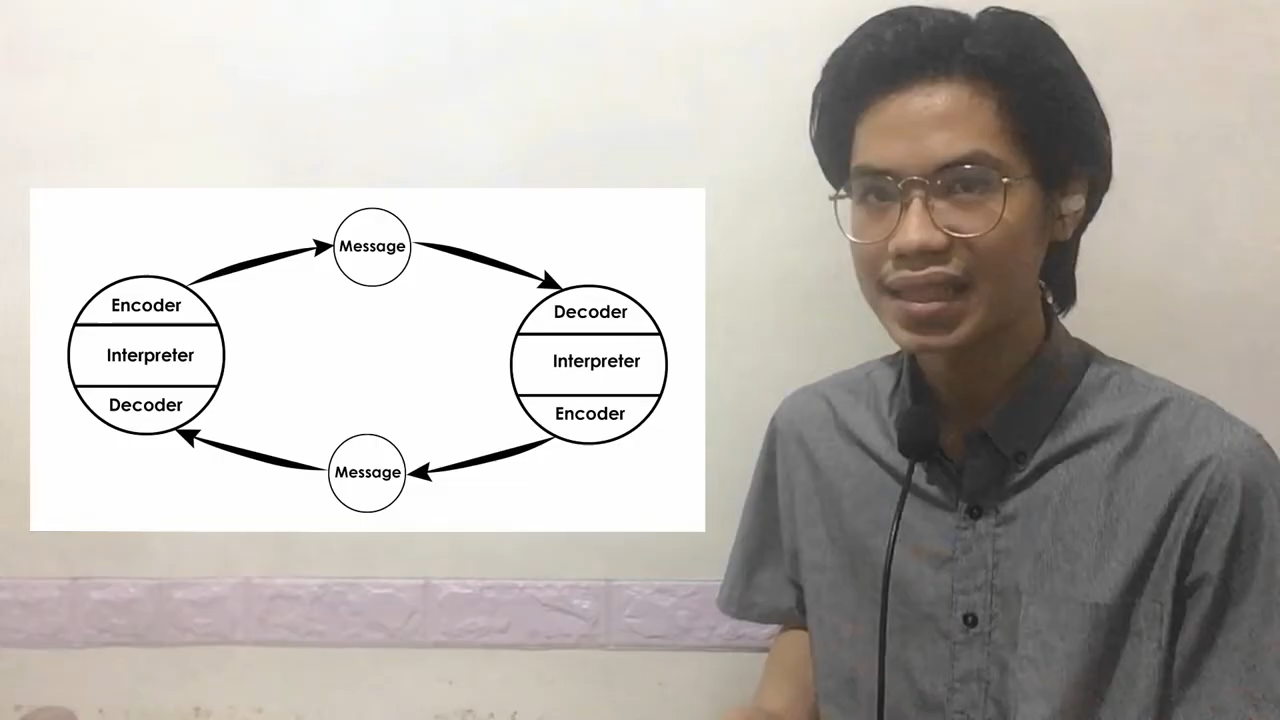 Message
Encoder
Interpreter
Decoder
Decoder
Interpreter
Encoder
Message